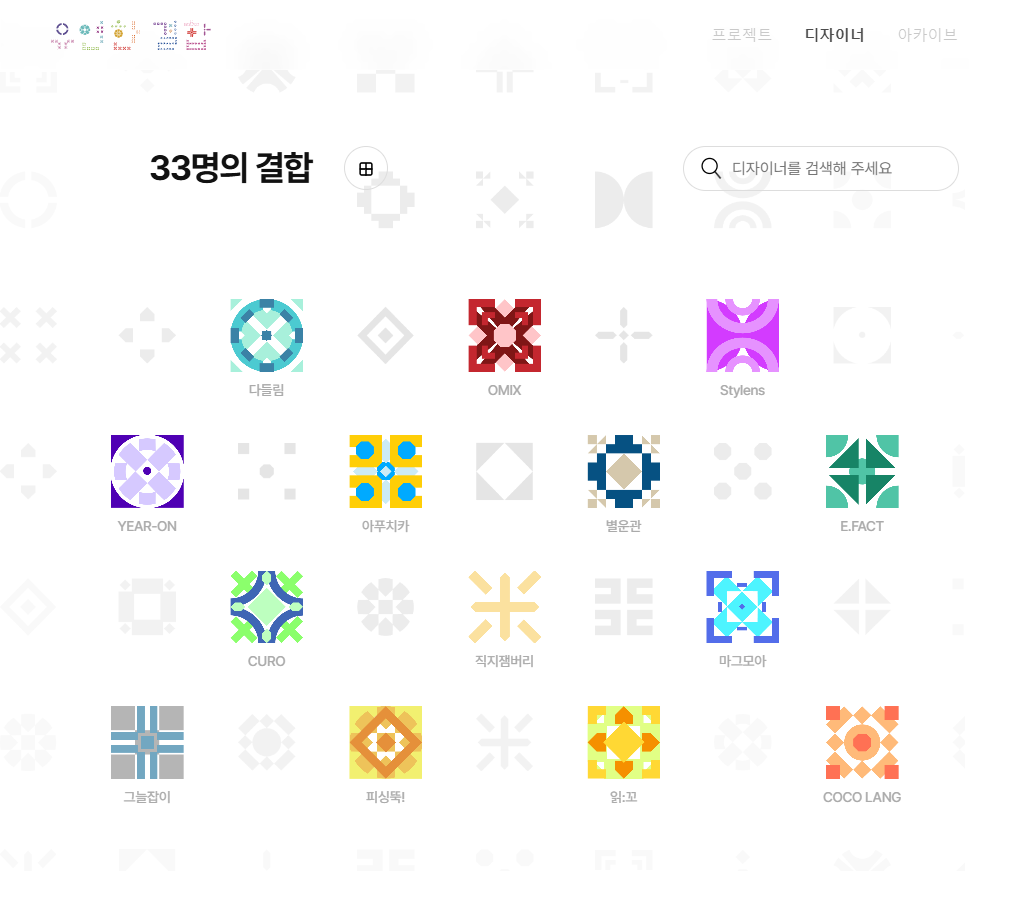 프로젝트 디자이너 아카이브
33명의 결합
디자이너를 검색해 주세요
다들림 OMIX Stylens
YEAR-ON 아푸치카 별운관 E.FACT
CURO 직지잼버리 마그모아
그늘잡이 피싱뚝! 읽:꼬 COCO LANG